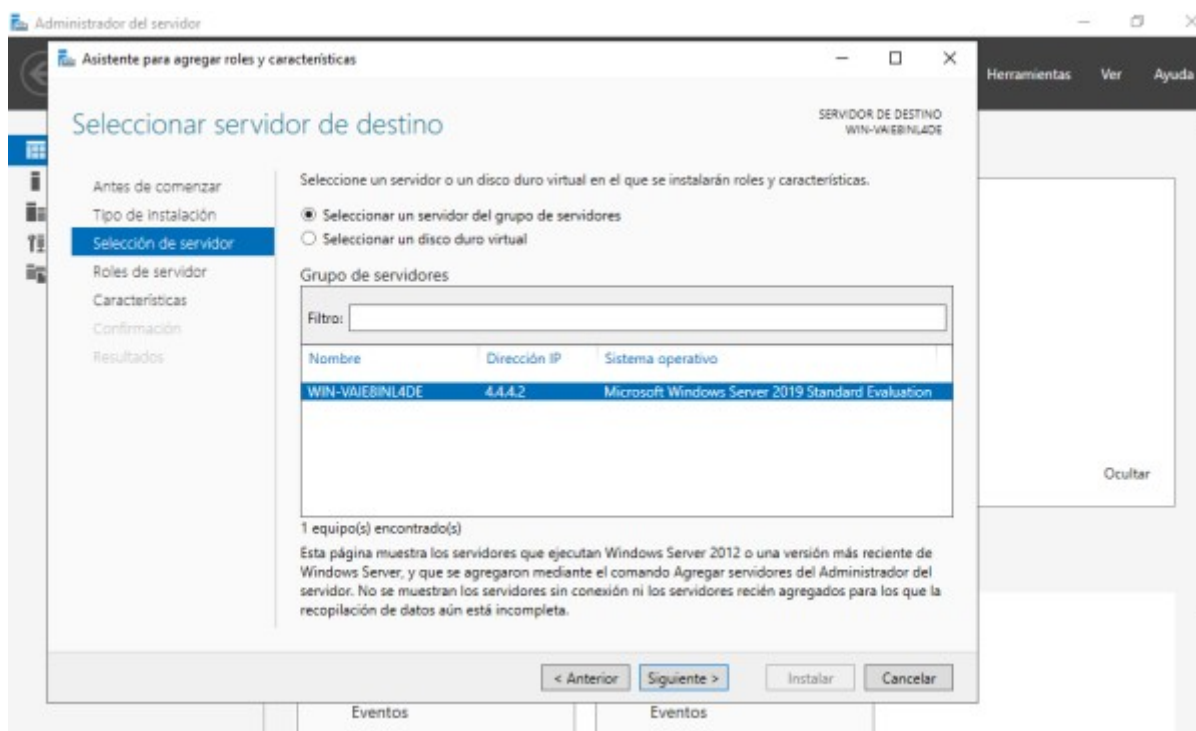 Administrador del servidor
Asistente para agregar roles y características
Herramientas Ver Ayuda
Seleccionar servidor de destino
SERVIDOR DE DESTINO
WIN-VAIE8INL4DE
Antes de comenzar
Tipo de instalación
Selección de servidor
Roles de servidor
Características
Confirmación
Resultados
Seleccione un servidor o un disco duro virtual en el que se instalarán roles y características.
Seleccionar un servidor del grupo de servidores
Seleccionar un disco duro virtual
Grupo de servidores
Filtro:
Nombre Dirección IP Sistema operativo
WIN-VAIE8INL4DE 4.4.4.2 Microsoft Windows Server 2019 Standard Evaluation
1 equipo(s) encontrado(s)
Esta página muestra los servidores que ejecutan Windows Server 2012 o una versión más reciente de
Windows Server, y que se agregaron mediante el comando Agregar servidores del Administrador del
servidor. No se muestran los servidores sin conexión ni los servidores recién agregados para los que la
recopilación de datos aún está incompleta.
Ocultar
< Anterior Siguiente > Instalar Cancelar
Eventos Eventos